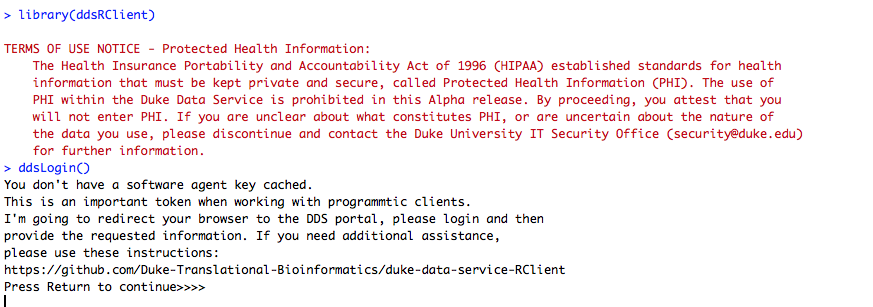 > library(ddsRClient)
TERMS OF USE NOTICE - Protected Health Information:
The Health Insurance Portability and Accountability Act of 1996 (HIPAA) established standards for health
information that must be kept private and secure, called Protected Health Information (PHI). The use of
PHI within the Duke Data Service is prohibited in this Alpha release. By proceeding, you attest that you
will not enter PHI. If you are unclear about what constitutes PHI, or are uncertain about the nature of
the data you use, please discontinue and contact the Duke University IT Security Office (security@duke.edu)
for further information.
> ddsLogin()
You don't have a software agent key cached.
This is an important token when working with programmtic clients.
I'm going to redirect your browser to the DDS portal, please login and then
provide the requested information. If you need additional assistance,
please use these instructions:
https://github.com/Duke-Translational-Bioinformatics/duke-data-service-RClient
Press Return to continue>>>>